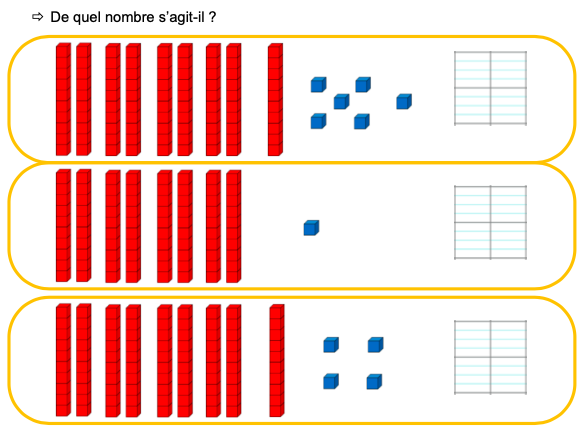 ⇨ De quel nombre s’agit-il ?